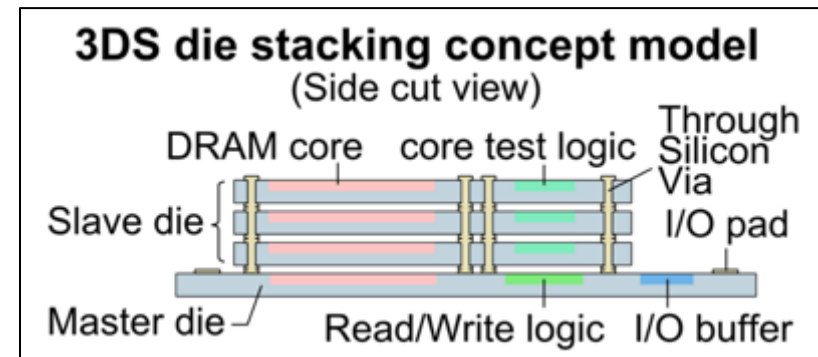 3DS die stacking concept model
(Side cut view)
DRAM core
core test logic
Through
Silicon
Via
Slave die
I/O pad
Master die
Read/Write logic
I/O buffer